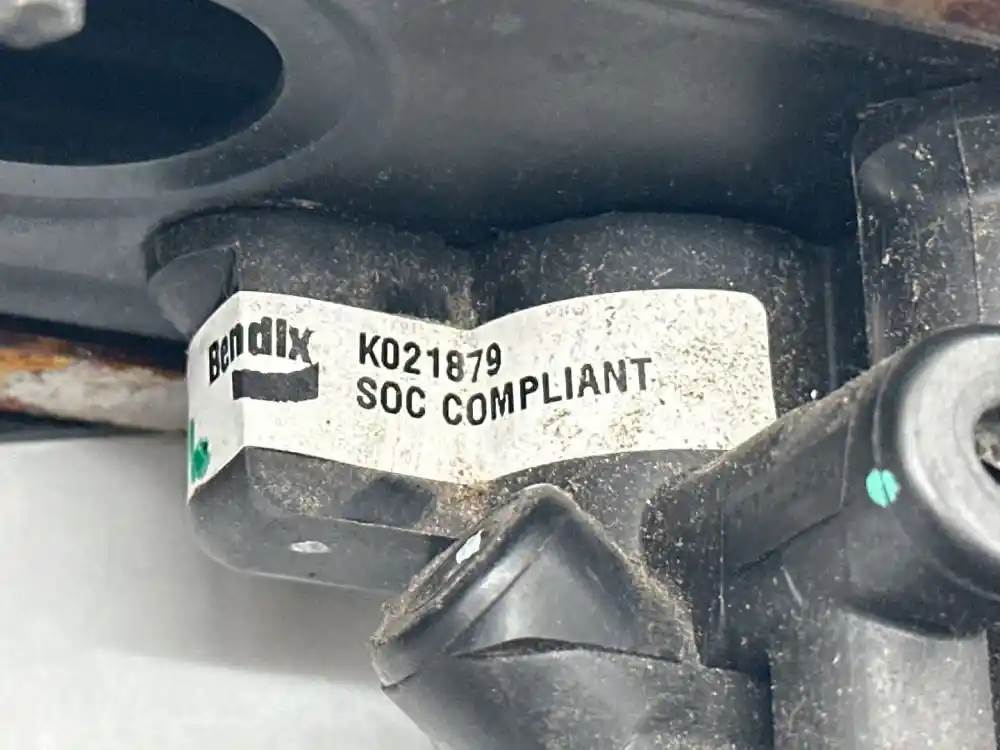 Bendix
K021879
SOC COMPLIANT